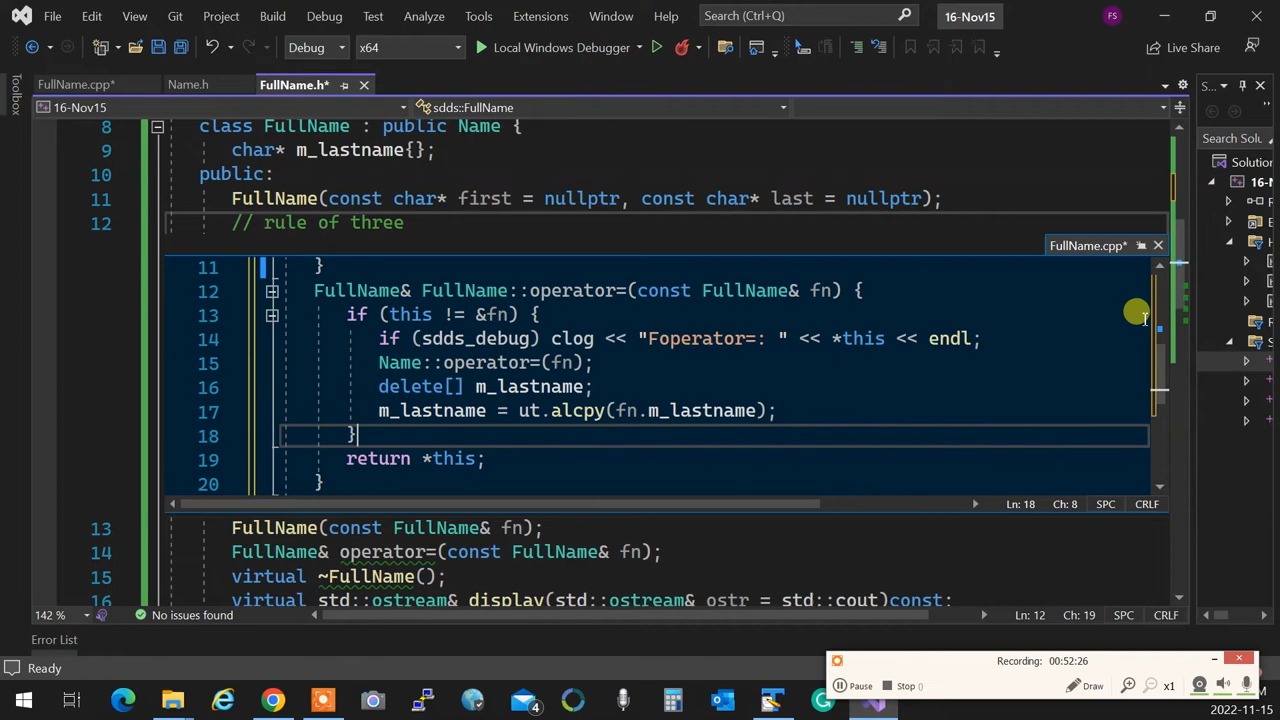 File Edit View Git Project Build Debug Test Analyze Tools Extensions Window Help Search (Ctrl+Q) 16-Nov15 FS
Debug x64 Local Windows Debugger Live Share
Toolbox
FullName.cpp* Name.h FullName.h* S...
16-Nov15 sdds::FullName
Search Solu
Solution
16-N
8 class FullName : public Name {
9 char* m_lastname{};
10 public:
11 FullName(const char* first = nullptr, const char* last = nullptr);
12 // rule of three
FullName.cpp*
11 }
12 FullName& FullName::operator=(const FullName& fn) {
13 if (this != &fn) {
14 if (sdds_debug) clog << "Foperator=: " << *this << endl;
15 Name::operator=(fn);
16 delete[] m_lastname;
17 m_lastname = ut.alcpy(fn.m_lastname);
18 }
19 return *this;
20 }
Ln: 18 Ch: 8 SPC CRLF
13 FullName(const FullName& fn);
14 FullName& operator=(const FullName& fn);
15 virtual ~FullName();
16 virtual std::ostream& display(std::ostream& ostr = std::cout)const;
142 % No issues found Ln: 12 Ch: 19 SPC CRLF
Error List
Ready
Recording: 00:52:26
Pause Stop () Draw x1
4
2022-11-15